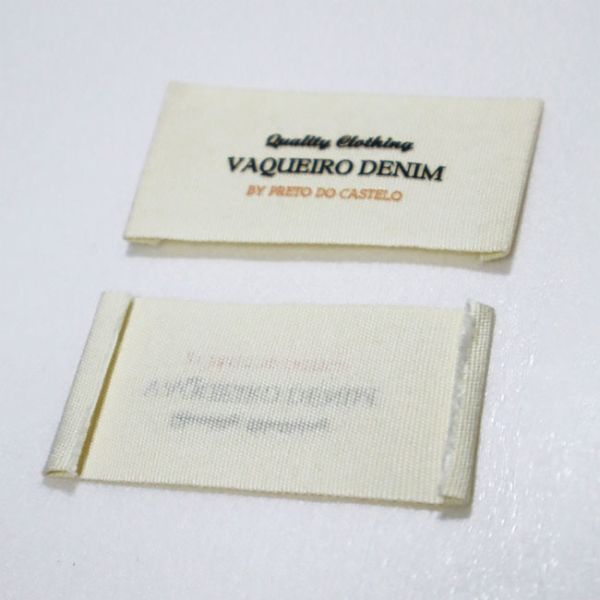 Quality Clothing
VAQUEIRO DENIM
BY PRETO DO CASTELO